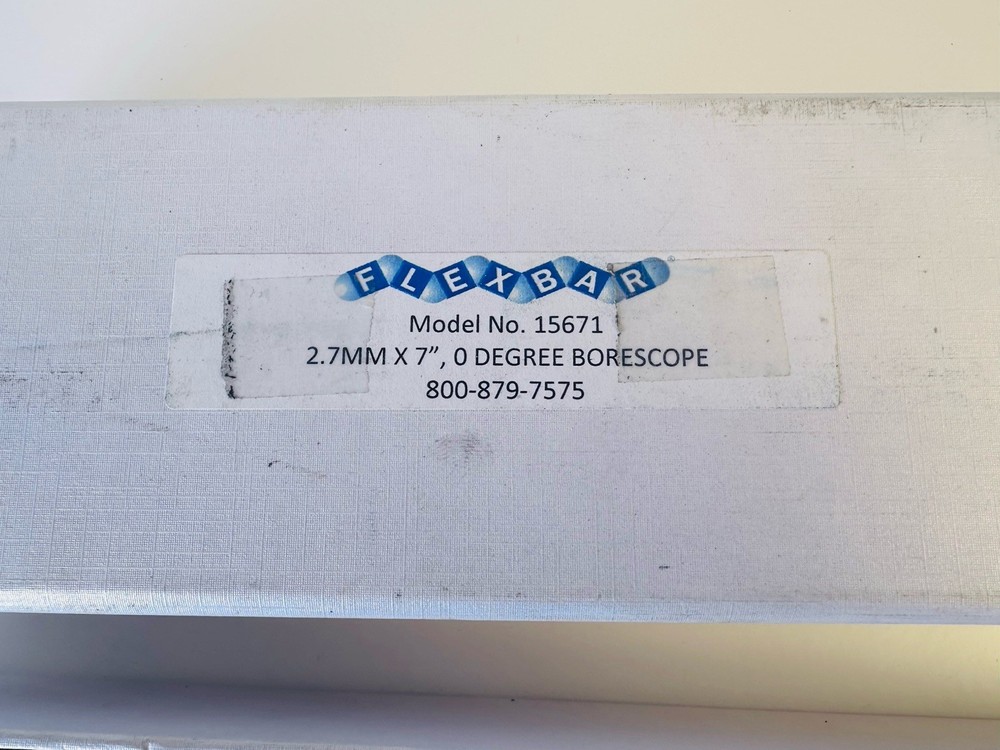 FLEXBAR®
Model No. 15671
2.7MM X 7”, 0 DEGREE BORESCOPE
800-879-7575